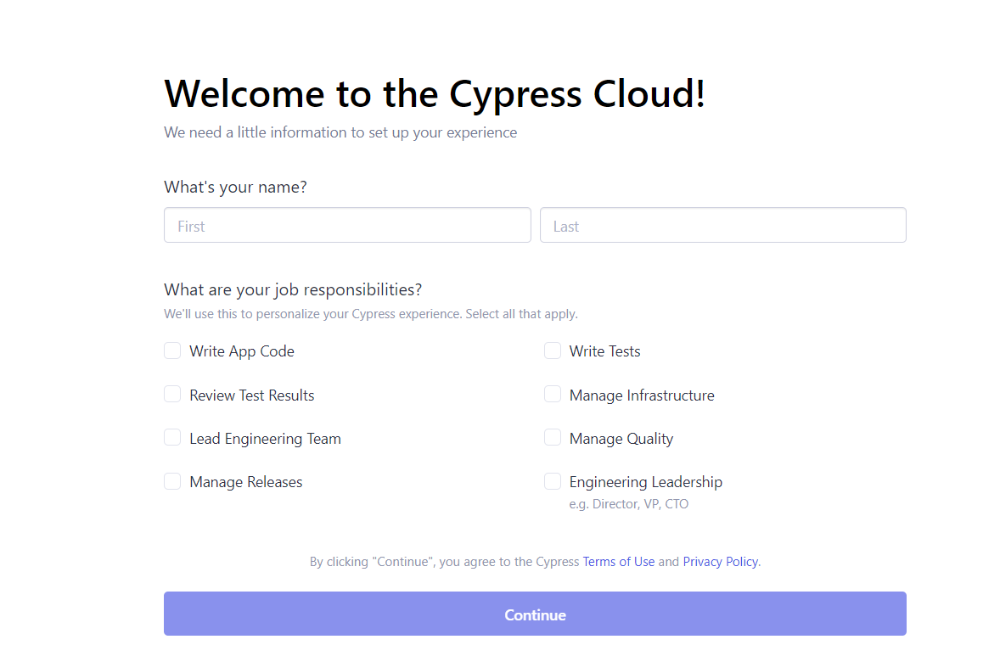 Welcome to the Cypress Cloud!
We need a little information to set up your experience
What's your name?
First
Last
What are your job responsibilities?
We'll use this to personalize your Cypress experience. Select all that apply.
Write App Code
Write Tests
Review Test Results
Manage Infrastructure
Lead Engineering Team
Manage Quality
Manage Releases
Engineering Leadership
e.g. Director, VP, CTO
By clicking "Continue", you agree to the Cypress Terms of Use and Privacy Policy.
Continue